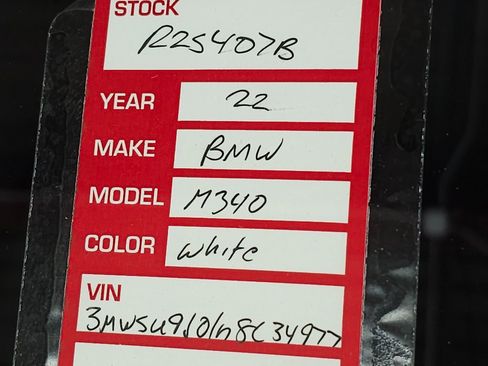 STOCK
R25407B
YEAR 22
MAKE BMW
MODEL M340
COLOR White
VIN